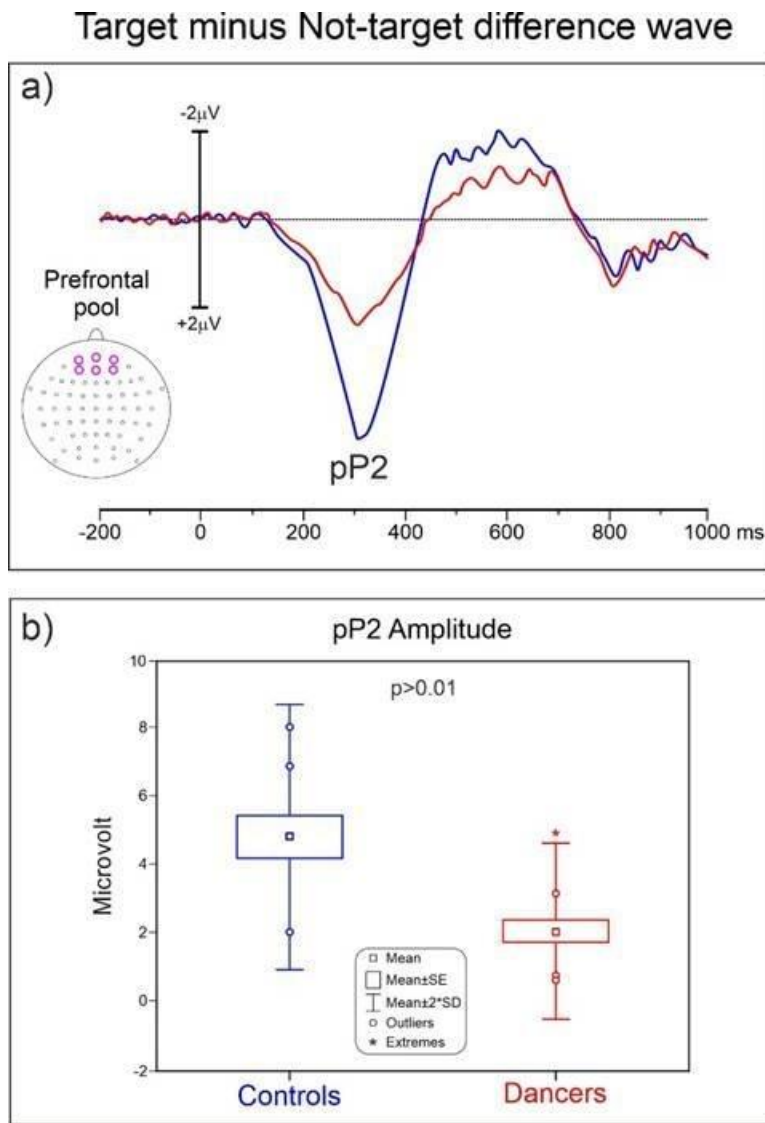 Target minus Not-target difference wave
a)
-2µV
+2µV
Prefrontal
pool
pP2
-200 0 200 400 600 800 1000 ms
b)
pP2 Amplitude
p>0.01
10
8
6
4
2
0
-2
Microvolt
Mean
Mean±SE
Mean±2*SD
Outliers
Extremes
Controls Dancers